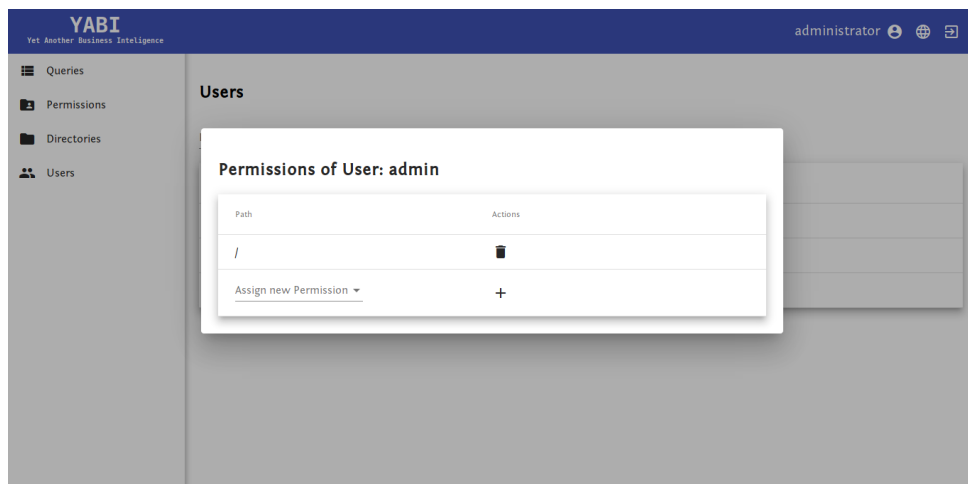 YABI
Yet Another Business Inteligence
administrator
Queries
Permissions
Directories
Users
Users
Permissions of User: admin
Path Actions
/
Assign new Permission